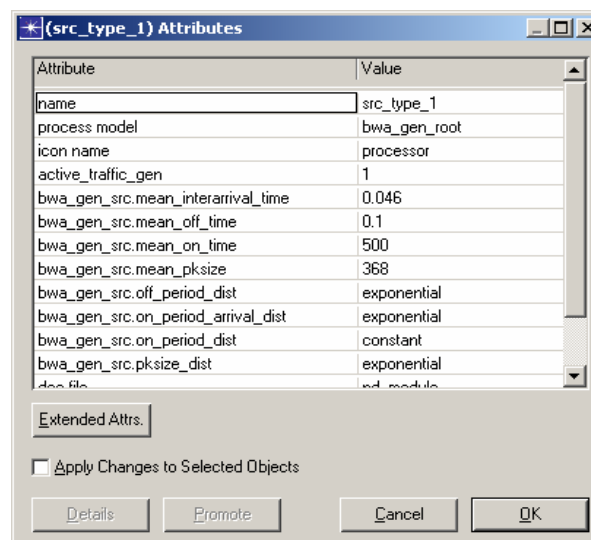 (src_type_1) Attributes
Attribute Value
name src_type_1
process model bwa_gen_root
icon name processor
active_traffic_gen 1
bwa_gen_src.mean_interarrival_time 0.046
bwa_gen_src.mean_off_time 0.1
bwa_gen_src.mean_on_time 500
bwa_gen_src.mean_pksize 368
bwa_gen_src.off_period_dist exponential
bwa_gen_src.on_period_arrival_dist exponential
bwa_gen_src.on_period_dist constant
bwa_gen_src.pksize_dist exponential
Extended Attrs.
Apply Changes to Selected Objects
Details Promote Cancel OK